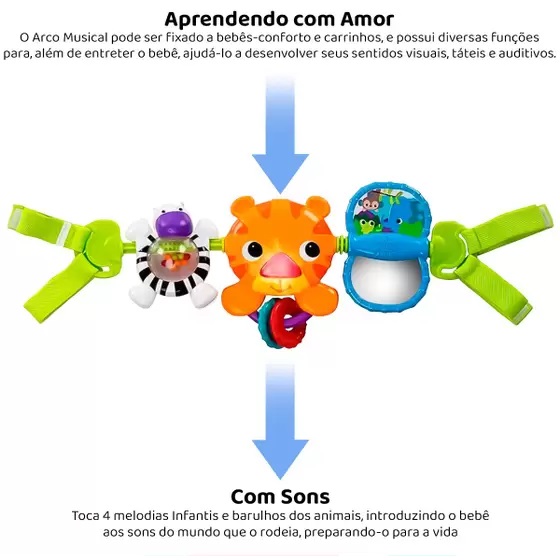 Aprendendo com Amor
O Arco Musical pode ser fixado a bebês-conforto e carrinhos, e possui diversas funções
para, além de entreter o bebê, ajudá-lo a desenvolver seus sentidos visuais, táteis e auditivos.
Com Sons
Toca 4 melodias Infantis e barulhos dos animais, introduzindo o bebê
aos sons do mundo que o rodeia, preparando-o para a vida